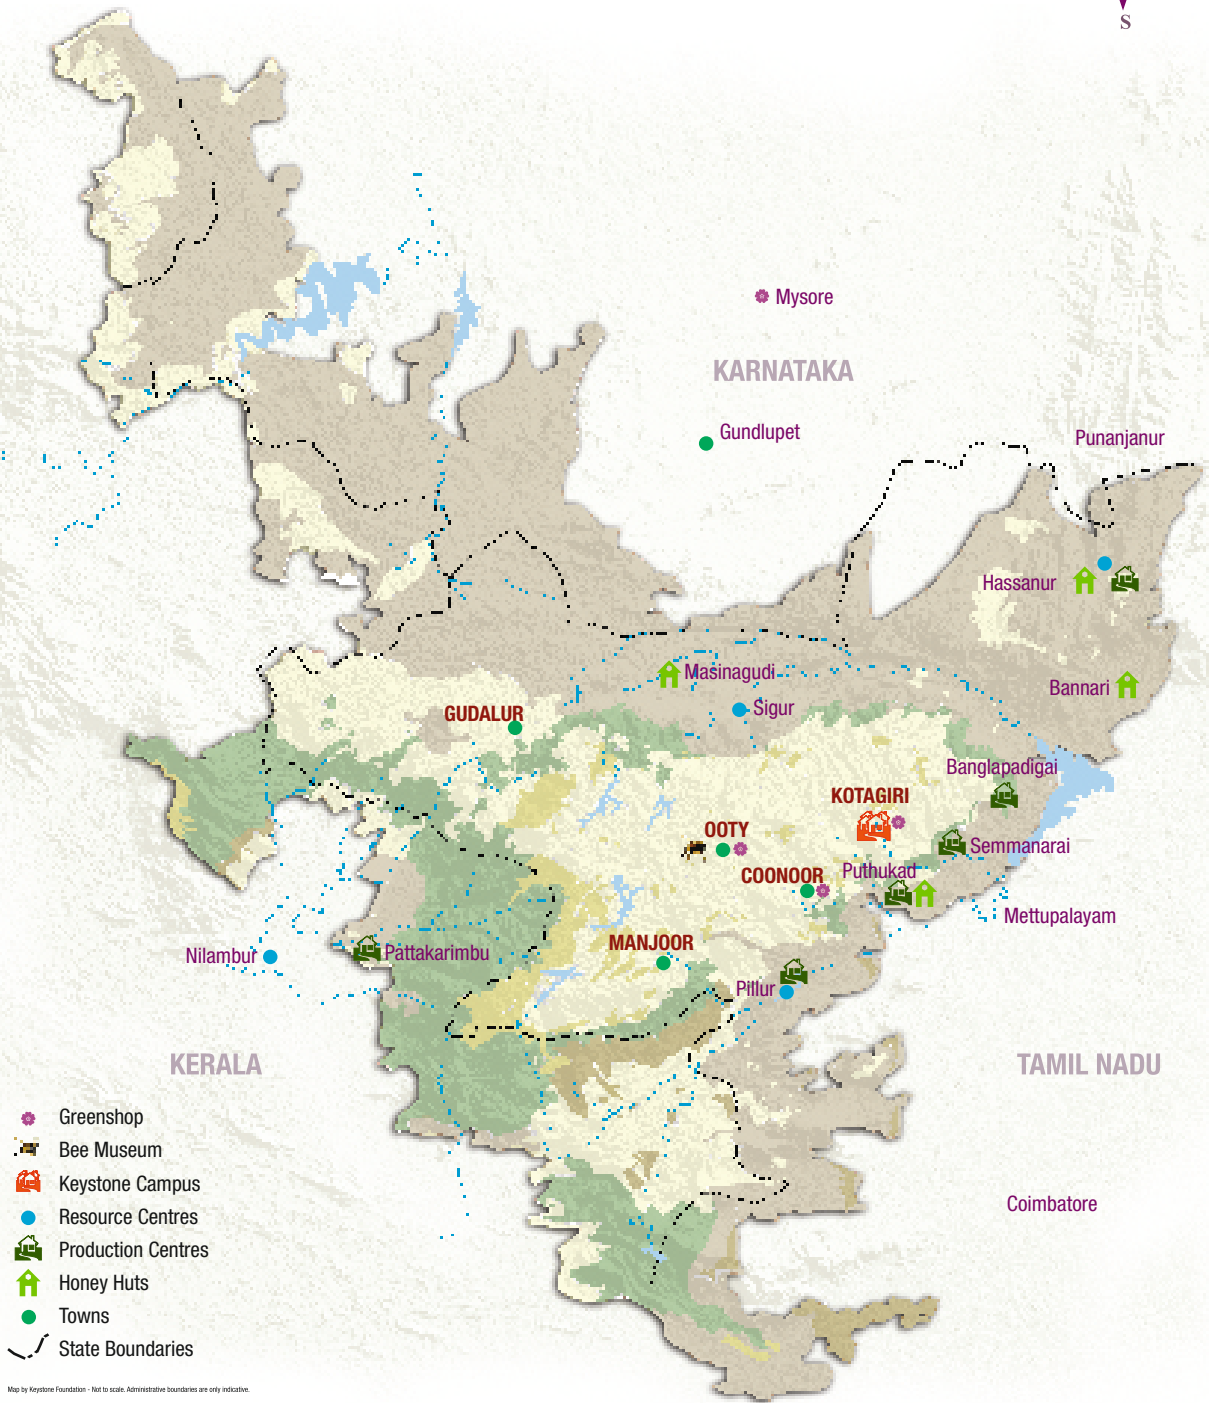 S
Mysore
KARNATAKA
Gundlupet
Punanjanur
Hassanur
Masinagudi
Bannari
Sigur
GUDALUR
Banglapadigai
KOTAGIRI
OOTY
Semmanarai
COONOOR
Puthukad
Mettupalayam
MANJOOR
Nilambur
Pattakarimbu
Pillur
KERALA
TAMIL NADU
Greenshop
Bee Museum
Keystone Campus
Resource Centres
Coimbatore
Production Centres
Honey Huts
Towns
State Boundaries
Map by Keystone Foundation - Not to scale. Administrative boundaries are only indicative.